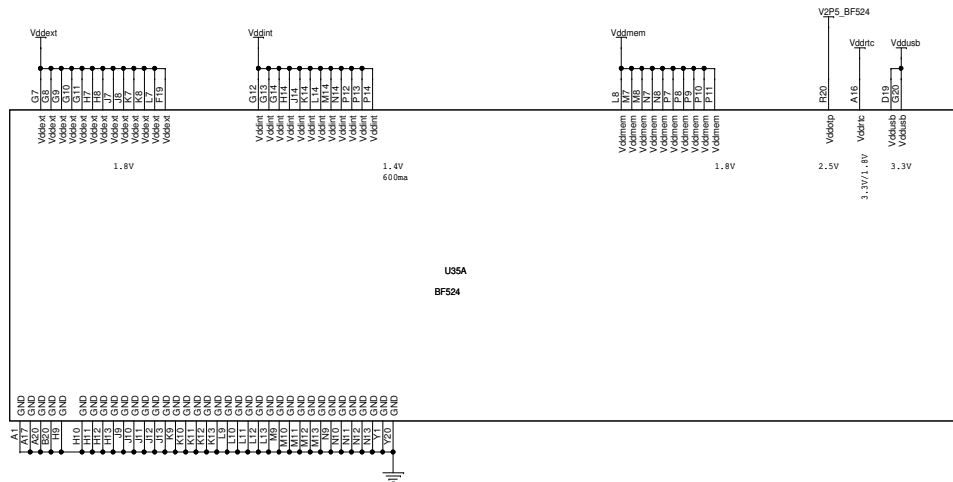 V2P5_BF524
Vddext
Vddint
Vddmem
Vddrtc
Vddusb
G7 G8 G9 G10 G11 H7 H8 J7 J8 K7 K8 L7 F19
G12 G13 G14 H14 J14 K14 L14 M14 N14 P12 P13 P14
L8 M7 M8 N7 N8 P7 P8 P9 P10 P11
R20
A16
D19 G20
Vddext Vddext Vddext Vddext Vddext Vddext Vddext Vddext Vddext Vddext Vddext Vddext Vddext
Vddint Vddint Vddint Vddint Vddint Vddint Vddint Vddint Vddint Vddint Vddint Vddint
Vddmem Vddmem Vddmem Vddmem Vddmem Vddmem Vddmem Vddmem Vddmem Vddmem
Vddotp
Vddrtc
Vddusb Vddusb
1.8V
1.4V
600ma
1.8V
2.5V
3.3V/1.8V
3.3V
U35A
BF524
GND GND GND GND GND GND GND GND GND GND GND GND GND GND GND GND GND GND GND GND GND GND GND GND GND GND GND GND GND GND GND GND GND GND GND GND
A1 A17 A20 B20 H9 H10 H11 H12 H13 J9 J10 J11 J12 J13 K9 K10 K11 K12 K13 L9 L10 L11 L12 L13 M9 M10 M11 M12 M13 N9 N10 N11 N12 N13 Y1 Y20